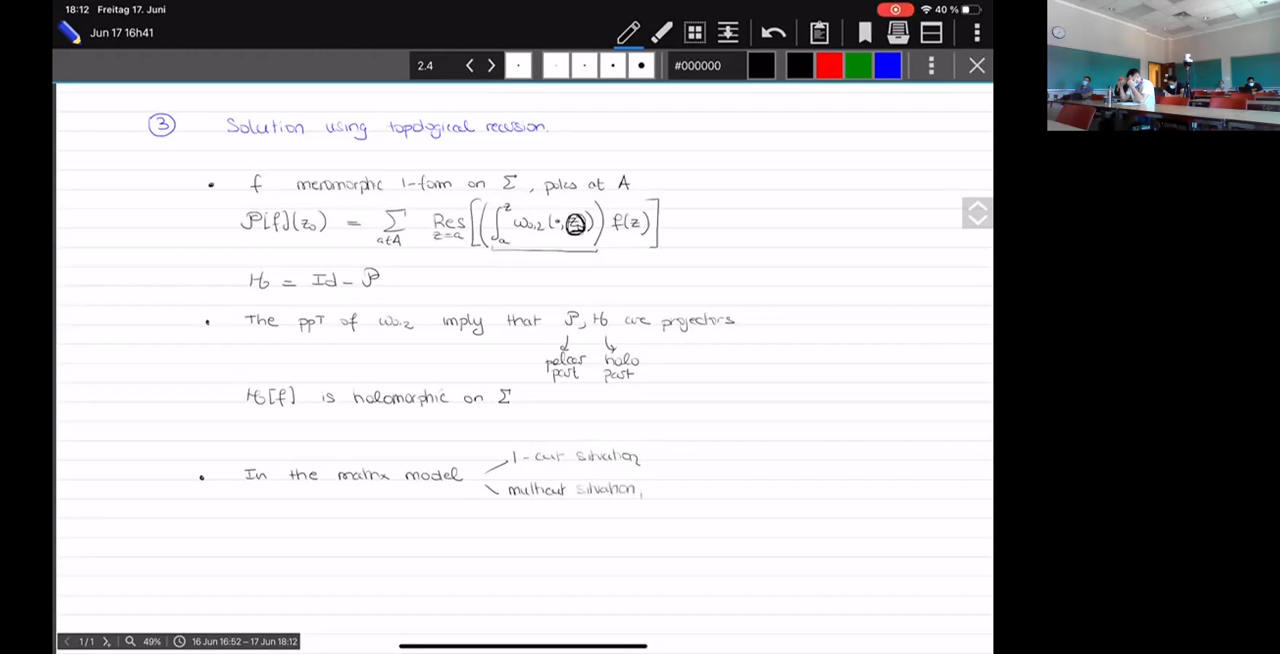 18:12 Freitag 17. Juni
40 %
Jun 17 16h41
2.4
#000000
③ Solution using topological recursion.
• f meromorphic 1-form on Σ, poles at A
𝒫[f](z₀) = Σ_{a∈A} Res_{z=a} [(∫_a^z ω₀,₂(•, )) f(z)]
H = Id - 𝒫
• The ppT of ω₀,₂ imply that 𝒫, H are projectors
↓ ↳
polar holo
part part
H[f] is holomorphic on Σ
1-cut situation
• In the matrix model
multicut situation,
1/1 49% 16 Jun 16:52 – 17 Jun 18:12